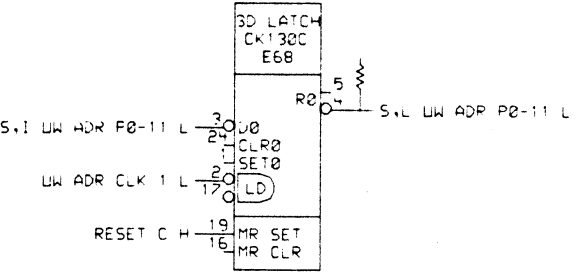 3D LATCH
CK130C
E68
5
R0
4
S,L UW ADR P0-11 L
3
S,I UW ADR F0-11 L
D0
24
CLR0
1
SET0
2
UW ADR CLK 1 L
17
LD
19
RESET C H
MR SET
16
MR CLR